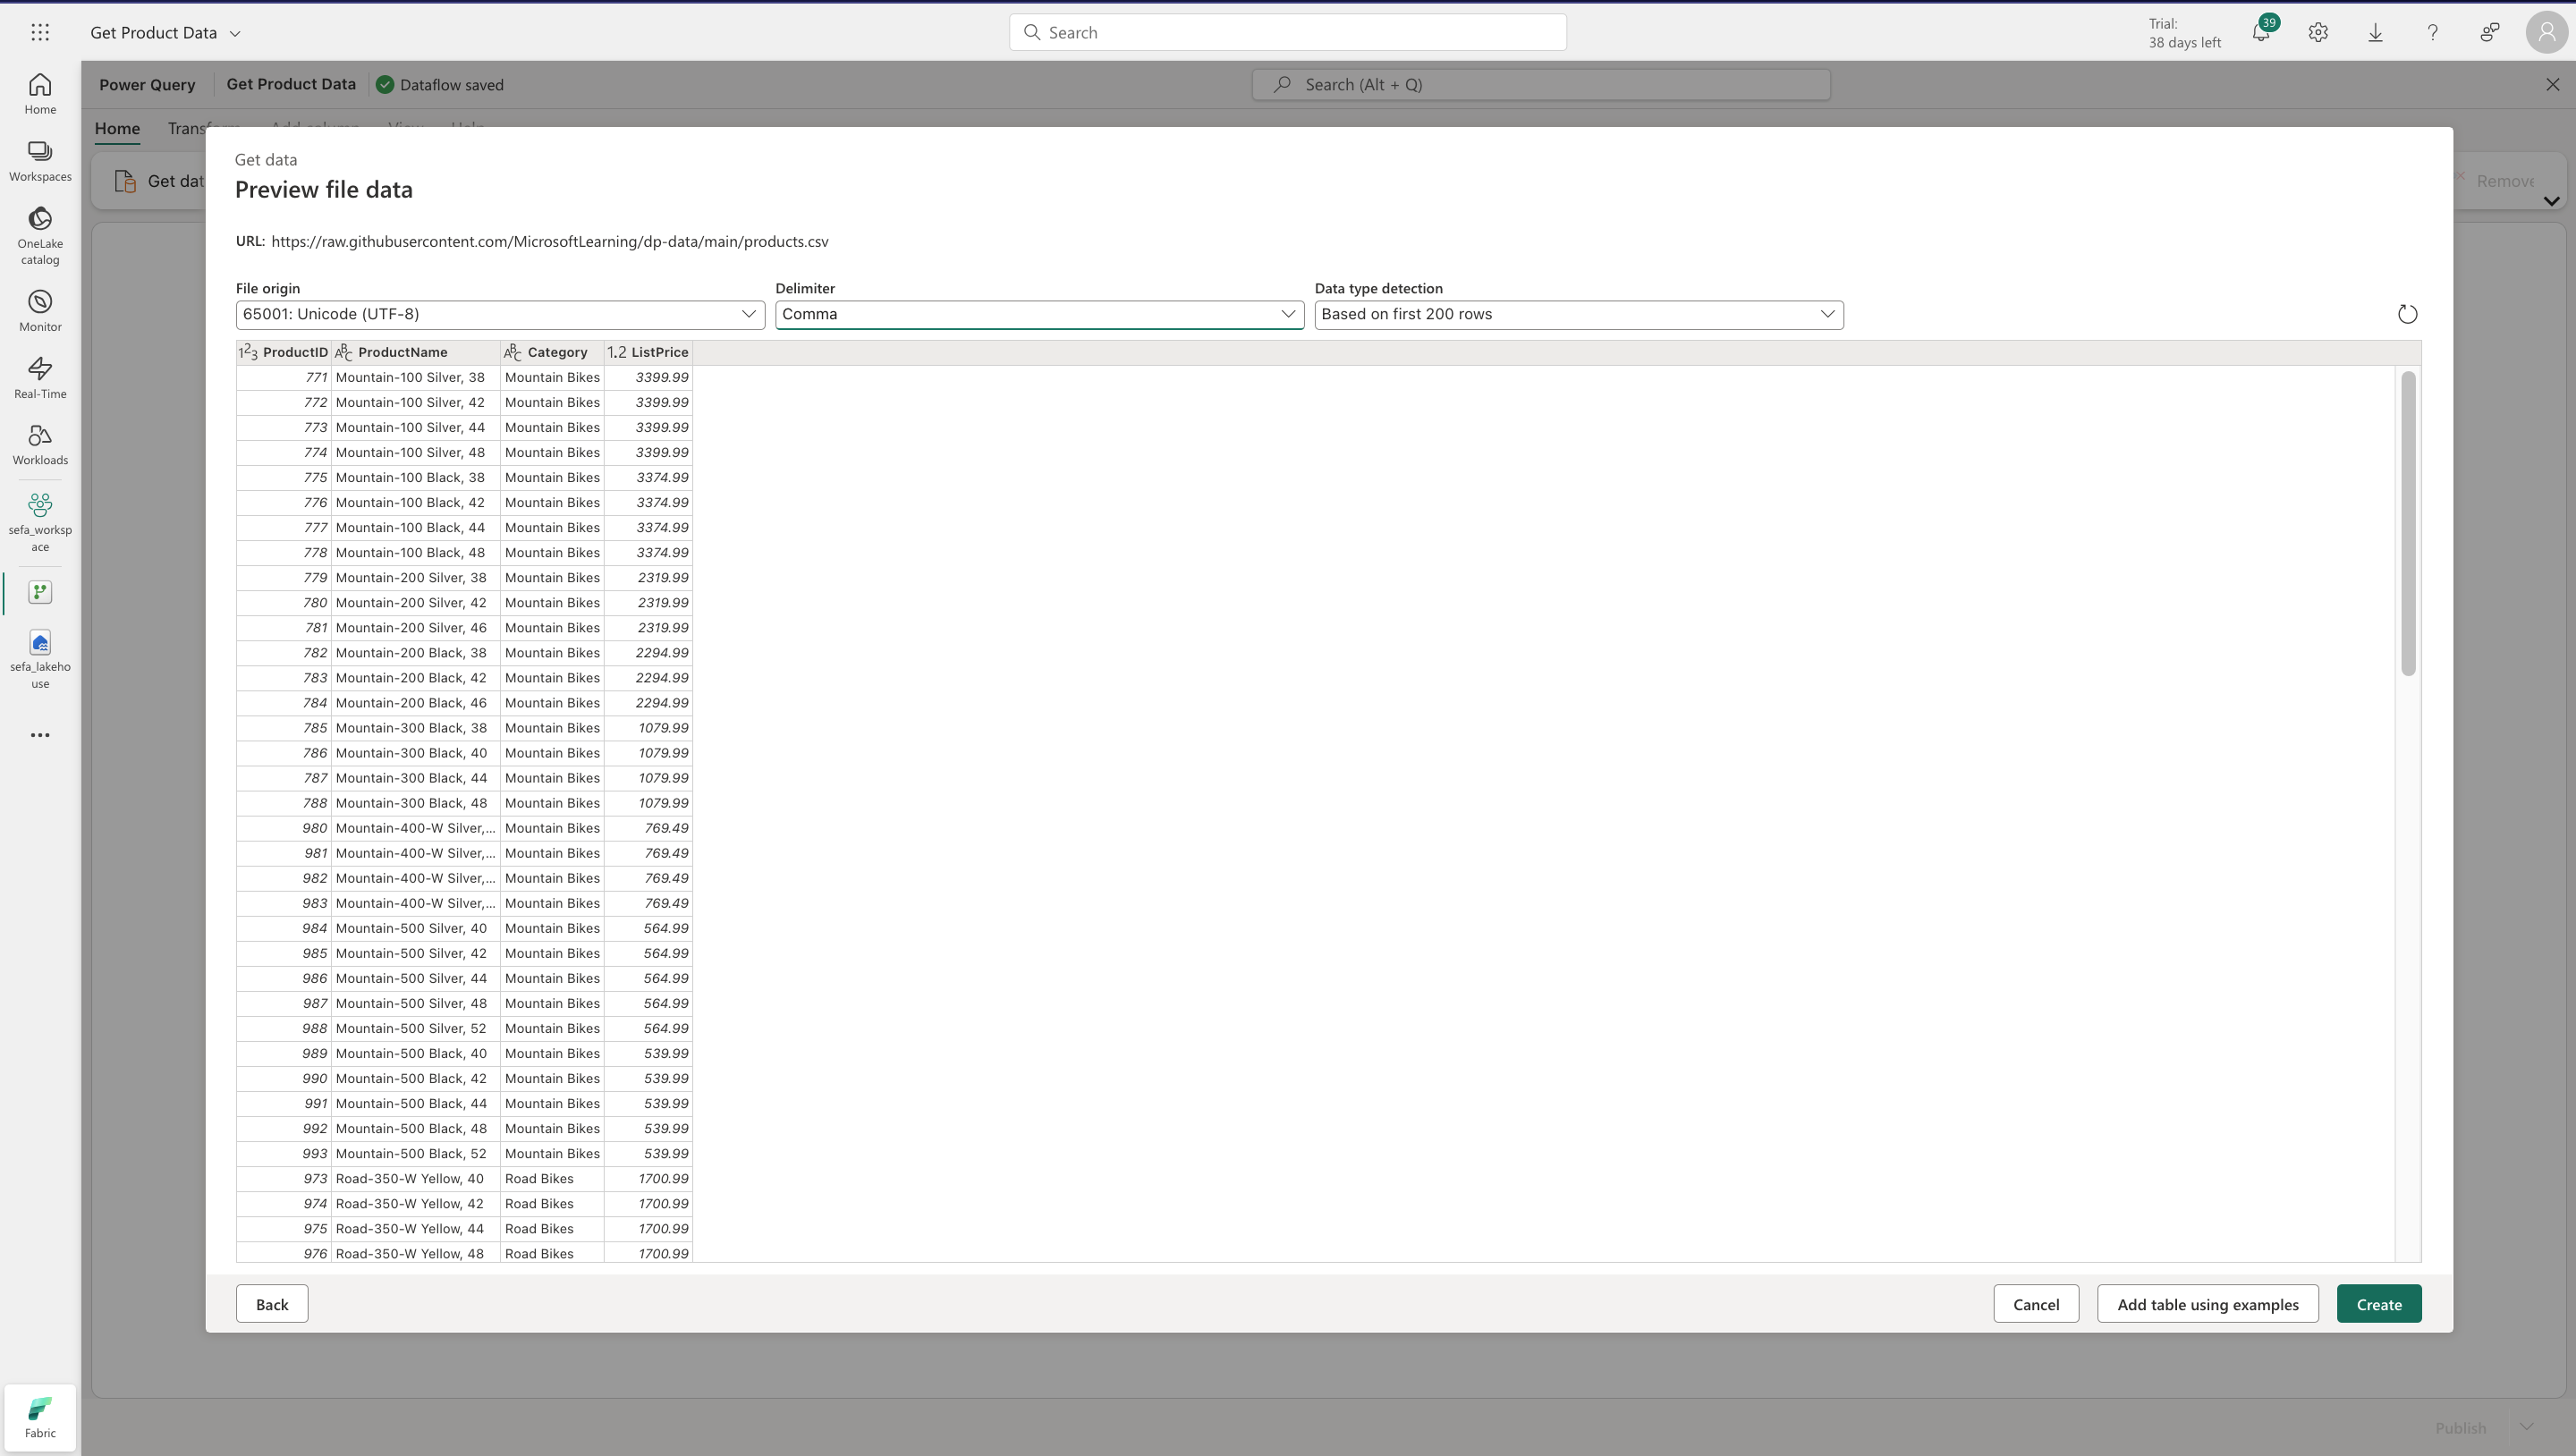 Get Product Data
Search
Trial:
38 days left
39
Power Query
Get Product Data
Dataflow saved
Search (Alt + Q)
Home
Home
Workspaces
OneLake
catalog
Monitor
Real-Time
Workloads
sefa_worksp
ace
sefa_lakeho
use
Fabric
Get data
Preview file data
URL: https://raw.githubusercontent.com/MicrosoftLearning/dp-data/main/products.csv
File origin Delimiter Data type detection
65001: Unicode (UTF-8) Comma Based on first 200 rows
1 2 3 ProductID A B C ProductName A B C Category 1.2 ListPrice
771 Mountain-100 Silver, 38 Mountain Bikes 3399.99
772 Mountain-100 Silver, 42 Mountain Bikes 3399.99
773 Mountain-100 Silver, 44 Mountain Bikes 3399.99
774 Mountain-100 Silver, 48 Mountain Bikes 3399.99
775 Mountain-100 Black, 38 Mountain Bikes 3374.99
776 Mountain-100 Black, 42 Mountain Bikes 3374.99
777 Mountain-100 Black, 44 Mountain Bikes 3374.99
778 Mountain-100 Black, 48 Mountain Bikes 3374.99
779 Mountain-200 Silver, 38 Mountain Bikes 2319.99
780 Mountain-200 Silver, 42 Mountain Bikes 2319.99
781 Mountain-200 Silver, 46 Mountain Bikes 2319.99
782 Mountain-200 Black, 38 Mountain Bikes 2294.99
783 Mountain-200 Black, 42 Mountain Bikes 2294.99
784 Mountain-200 Black, 46 Mountain Bikes 2294.99
785 Mountain-300 Black, 38 Mountain Bikes 1079.99
786 Mountain-300 Black, 40 Mountain Bikes 1079.99
787 Mountain-300 Black, 44 Mountain Bikes 1079.99
788 Mountain-300 Black, 48 Mountain Bikes 1079.99
980 Mountain-400-W Silver,... Mountain Bikes 769.49
981 Mountain-400-W Silver,... Mountain Bikes 769.49
982 Mountain-400-W Silver,... Mountain Bikes 769.49
983 Mountain-400-W Silver,... Mountain Bikes 769.49
984 Mountain-500 Silver, 40 Mountain Bikes 564.99
985 Mountain-500 Silver, 42 Mountain Bikes 564.99
986 Mountain-500 Silver, 44 Mountain Bikes 564.99
987 Mountain-500 Silver, 48 Mountain Bikes 564.99
988 Mountain-500 Silver, 52 Mountain Bikes 564.99
989 Mountain-500 Black, 40 Mountain Bikes 539.99
990 Mountain-500 Black, 42 Mountain Bikes 539.99
991 Mountain-500 Black, 44 Mountain Bikes 539.99
992 Mountain-500 Black, 48 Mountain Bikes 539.99
993 Mountain-500 Black, 52 Mountain Bikes 539.99
973 Road-350-W Yellow, 40 Road Bikes 1700.99
974 Road-350-W Yellow, 42 Road Bikes 1700.99
975 Road-350-W Yellow, 44 Road Bikes 1700.99
976 Road-350-W Yellow, 48 Road Bikes 1700.99
Back Cancel Add table using examples Create
Publish